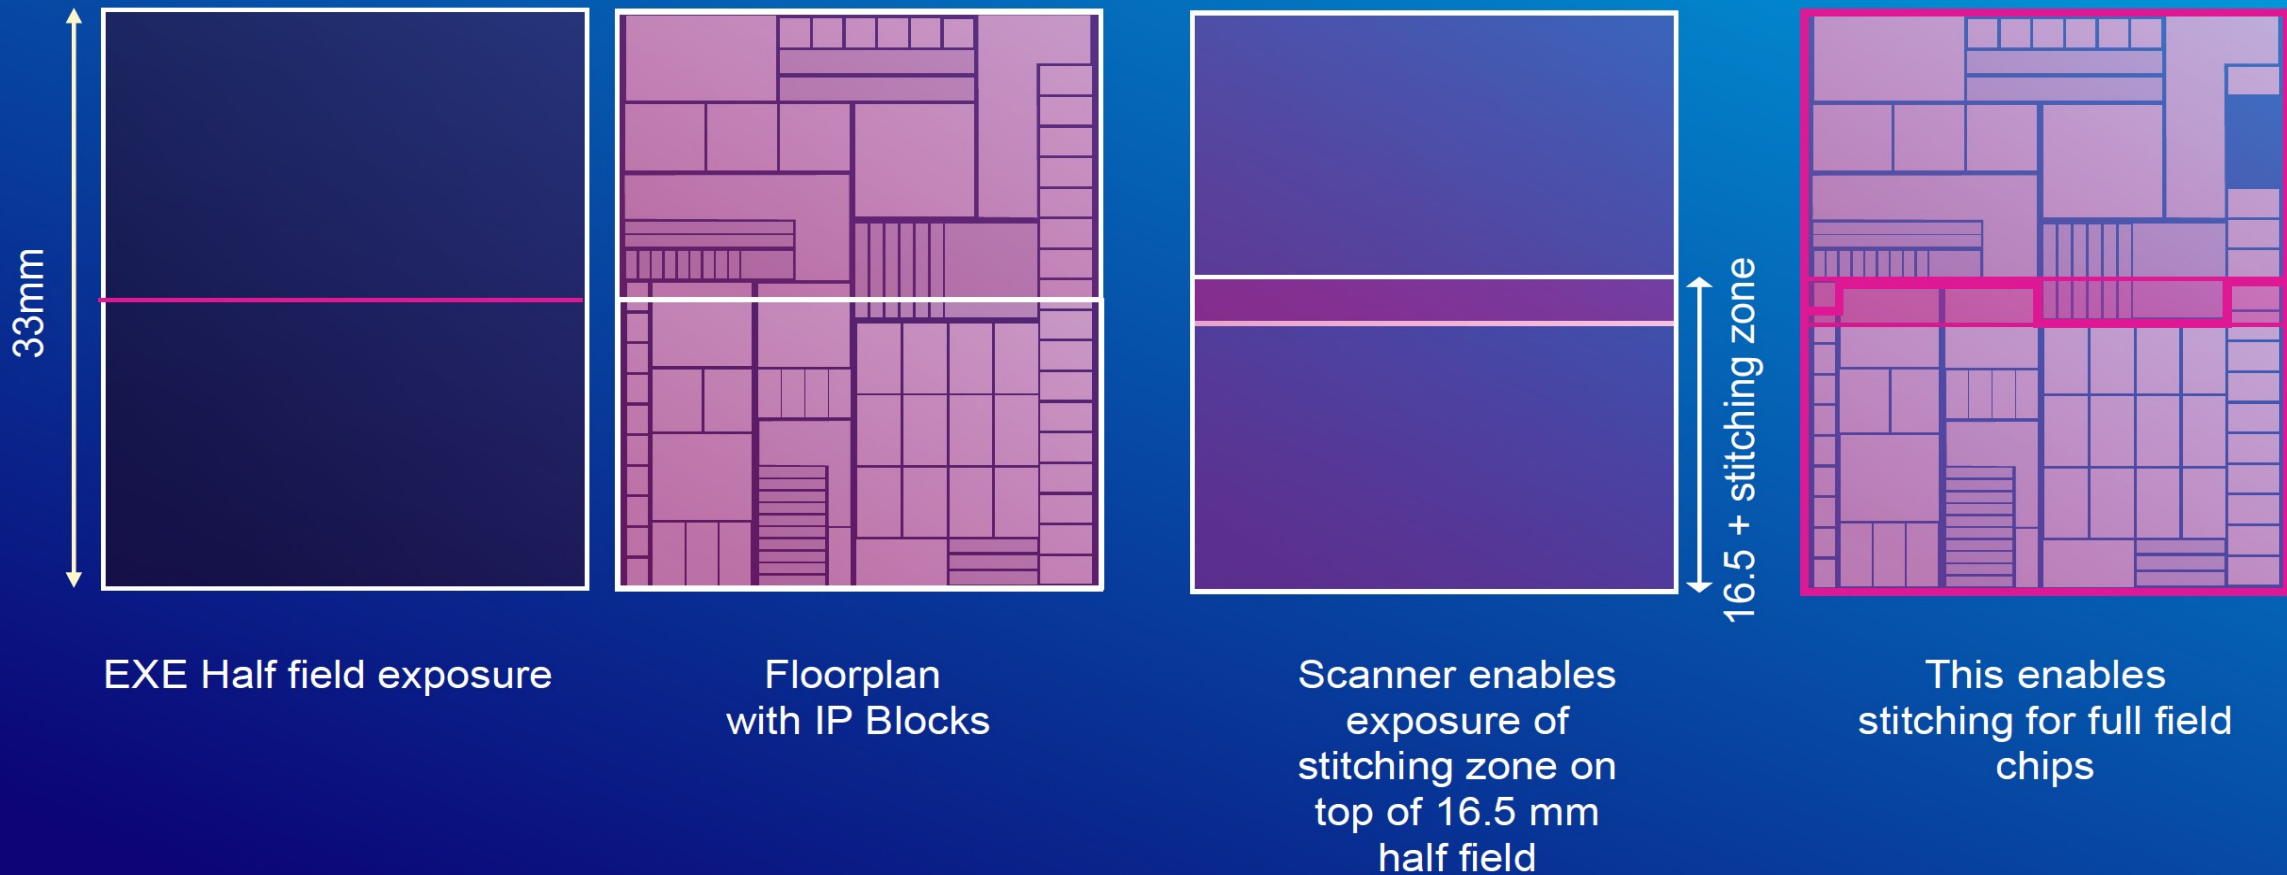 33mm
16.5 + stitching zone
EXE Half field exposure
Floorplan
with IP Blocks
Scanner enables
exposure of
stitching zone on
top of 16.5 mm
half field
This enables
stitching for full field
chips